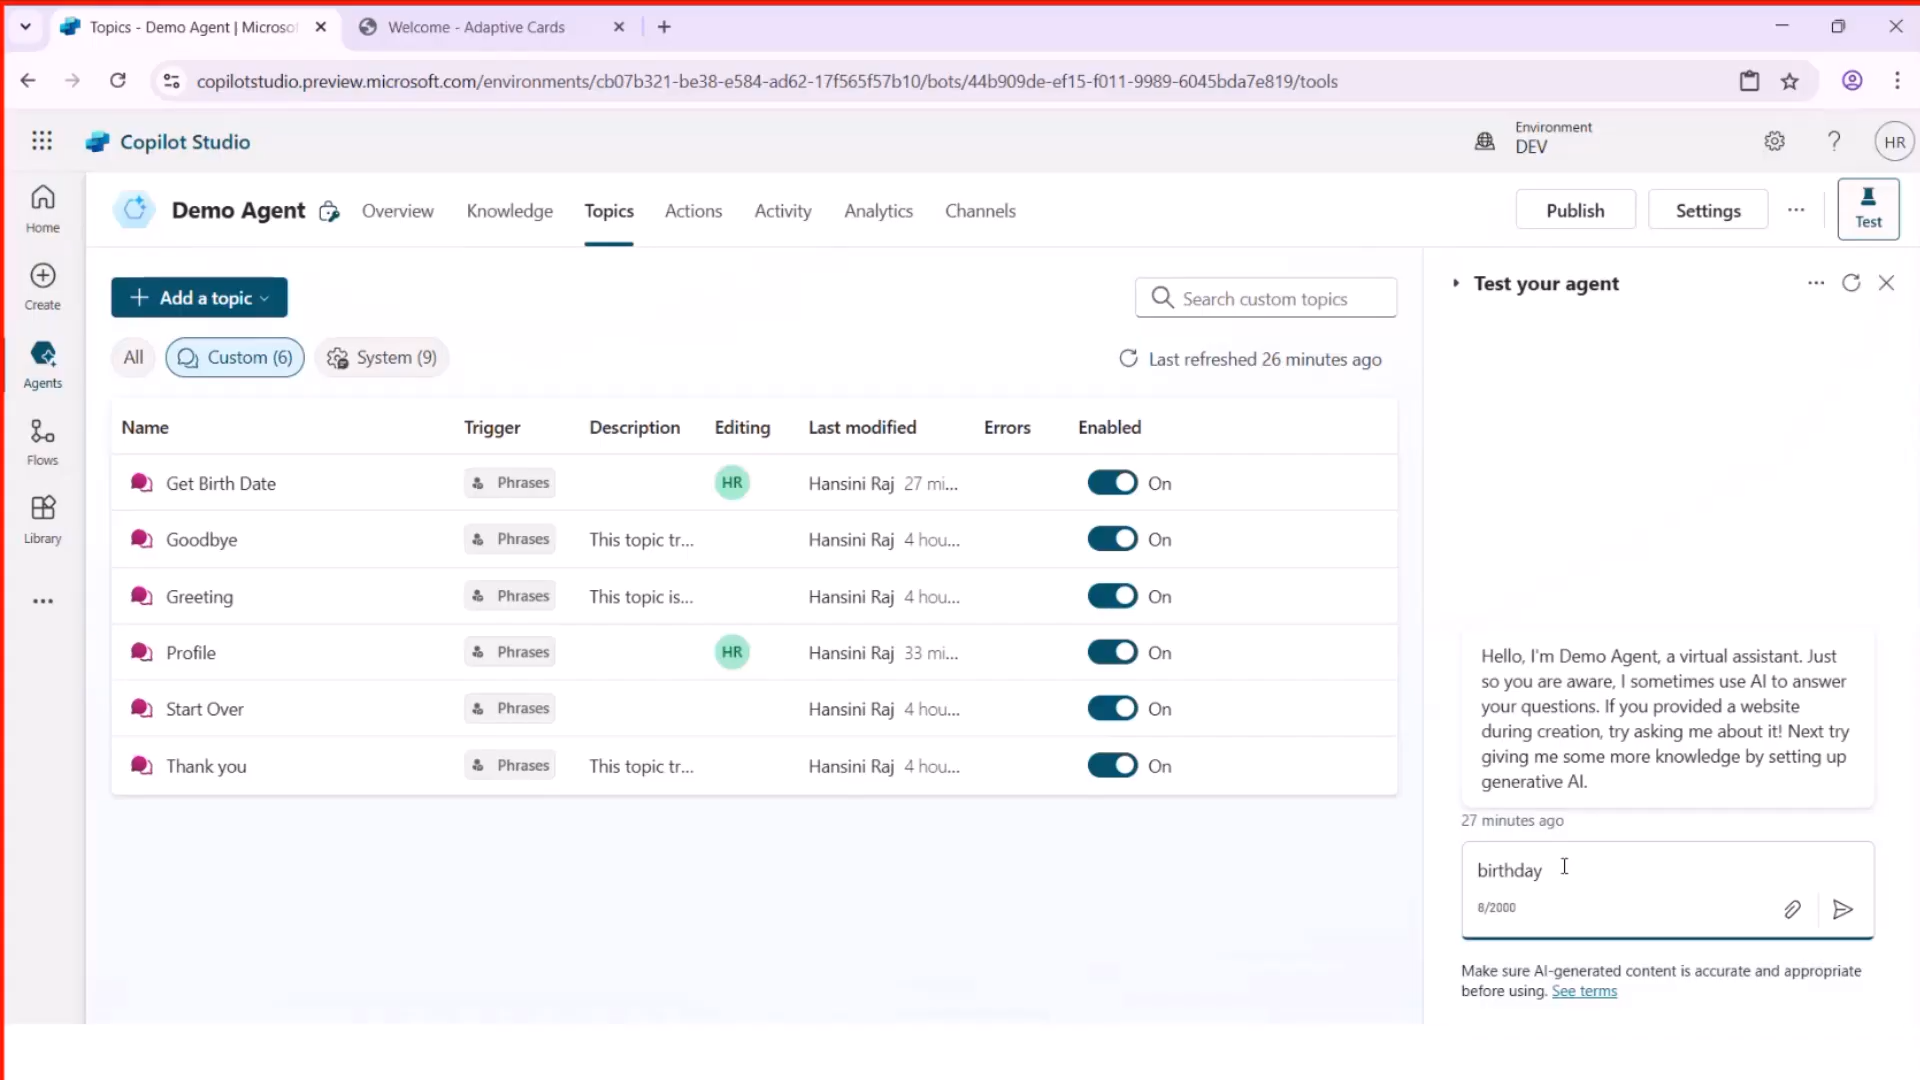 Topics - Demo Agent | Microso
Welcome - Adaptive Cards
copilotstudio.preview.microsoft.com/environments/cb07b321-be38-e584-ad62-17f565f57b10/bots/44b909de-ef15-f011-9989-6045bda7e819/tools
Copilot Studio
Environment
DEV
?
HR
Home
Create
Agents
Flows
Library
Demo Agent
Overview
Knowledge
Topics
Actions
Activity
Analytics
Channels
Publish
Settings
Test
Add a topic
Search custom topics
All
Custom (6)
System (9)
Last refreshed 26 minutes ago
Name Trigger Description Editing Last modified Errors Enabled
Get Birth Date Phrases HR Hansini Raj 27 mi... On
Goodbye Phrases This topic tr... Hansini Raj 4 hou... On
Greeting Phrases This topic is... Hansini Raj 4 hou... On
Profile Phrases HR Hansini Raj 33 mi... On
Start Over Phrases Hansini Raj 4 hou... On
Thank you Phrases This topic tr... Hansini Raj 4 hou... On
Test your agent
Hello, I'm Demo Agent, a virtual assistant. Just
so you are aware, I sometimes use AI to answer
your questions. If you provided a website
during creation, try asking me about it! Next try
giving me some more knowledge by setting up
generative AI.
27 minutes ago
birthday
8/2000
Make sure AI-generated content is accurate and appropriate
before using. See terms